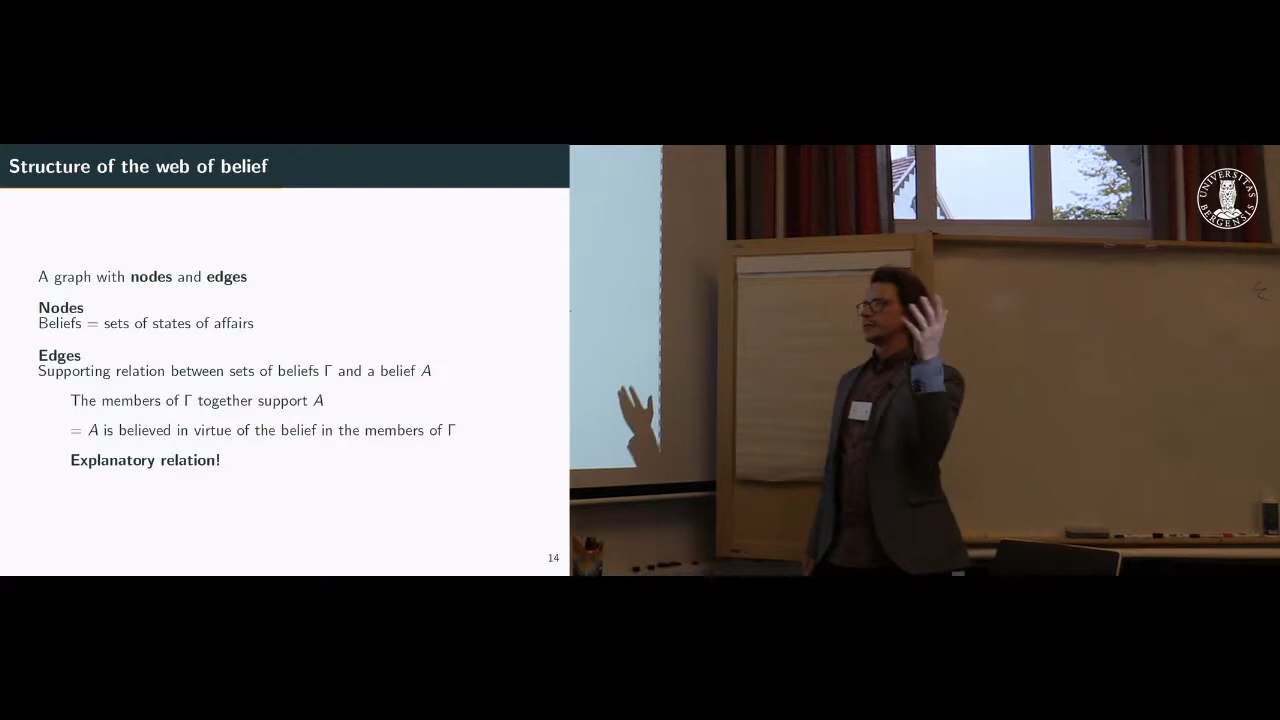 Structure of the web of belief
A graph with nodes and edges
Nodes
Beliefs = sets of states of affairs
Edges
Supporting relation between sets of beliefs Γ and a belief A
The members of Γ together support A
= A is believed in virtue of the belief in the members of Γ
Explanatory relation!
14
UNIVERSITAS
BERGENSIS